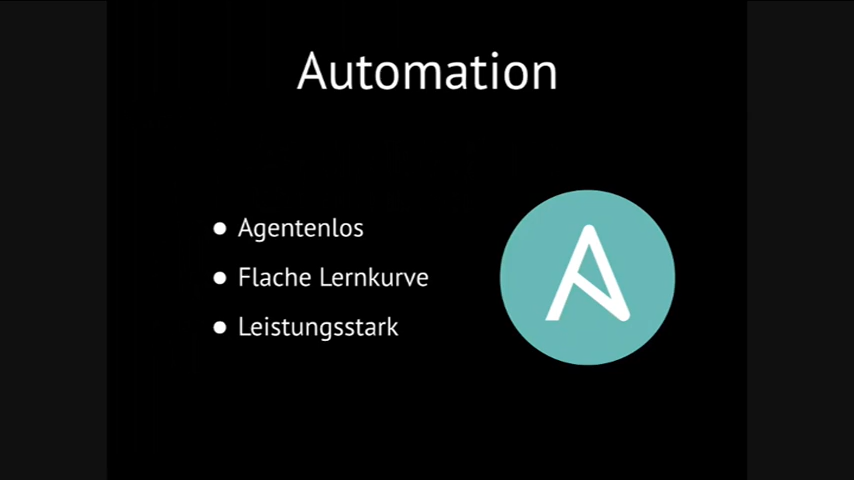 Automation
● Agentenlos
● Flache Lernkurve
● Leistungsstark